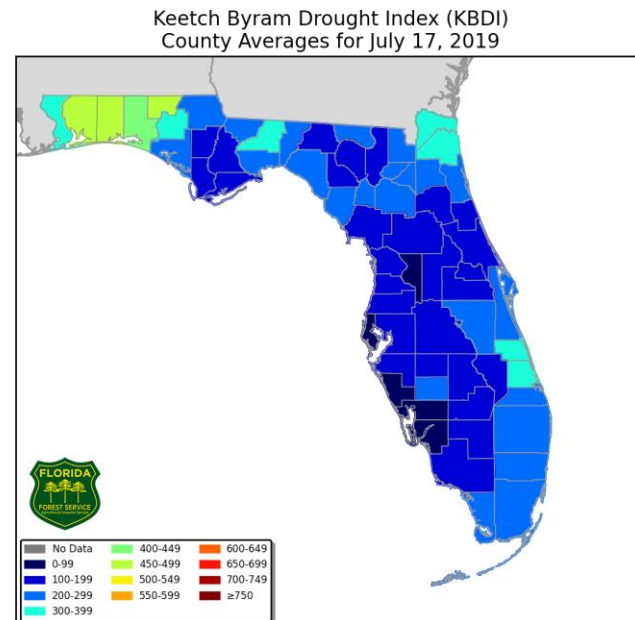 Keetch Byram Drought Index (KBDI)
County Averages for July 17, 2019
FLORIDA
FOREST SERVICE
No Data
0-99
100-199
200-299
300-399
400-449
450-499
500-549
550-599
600-649
650-699
700-749
≥750